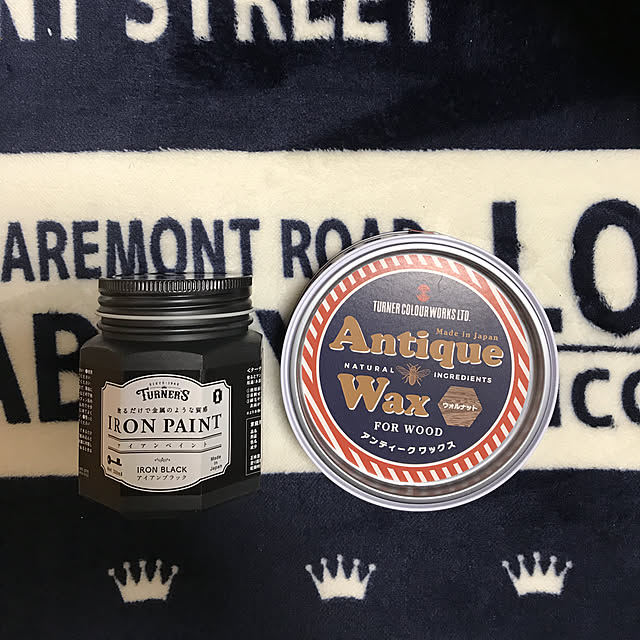 NT STREET
AREMONT ROAD
LO
AB
SINCE 1946
TURNER'S
塗るだけで金属のような質感
IRON PAINT
アイアンペイント
IRON BLACK
アイアンブラック
Made in Japan
TURNER COLOUR WORKS LTD.
Made in Japan
Antique
NATURAL INGREDIENTS
Wax
ウォルナット
FOR WOOD
アンティークワックス